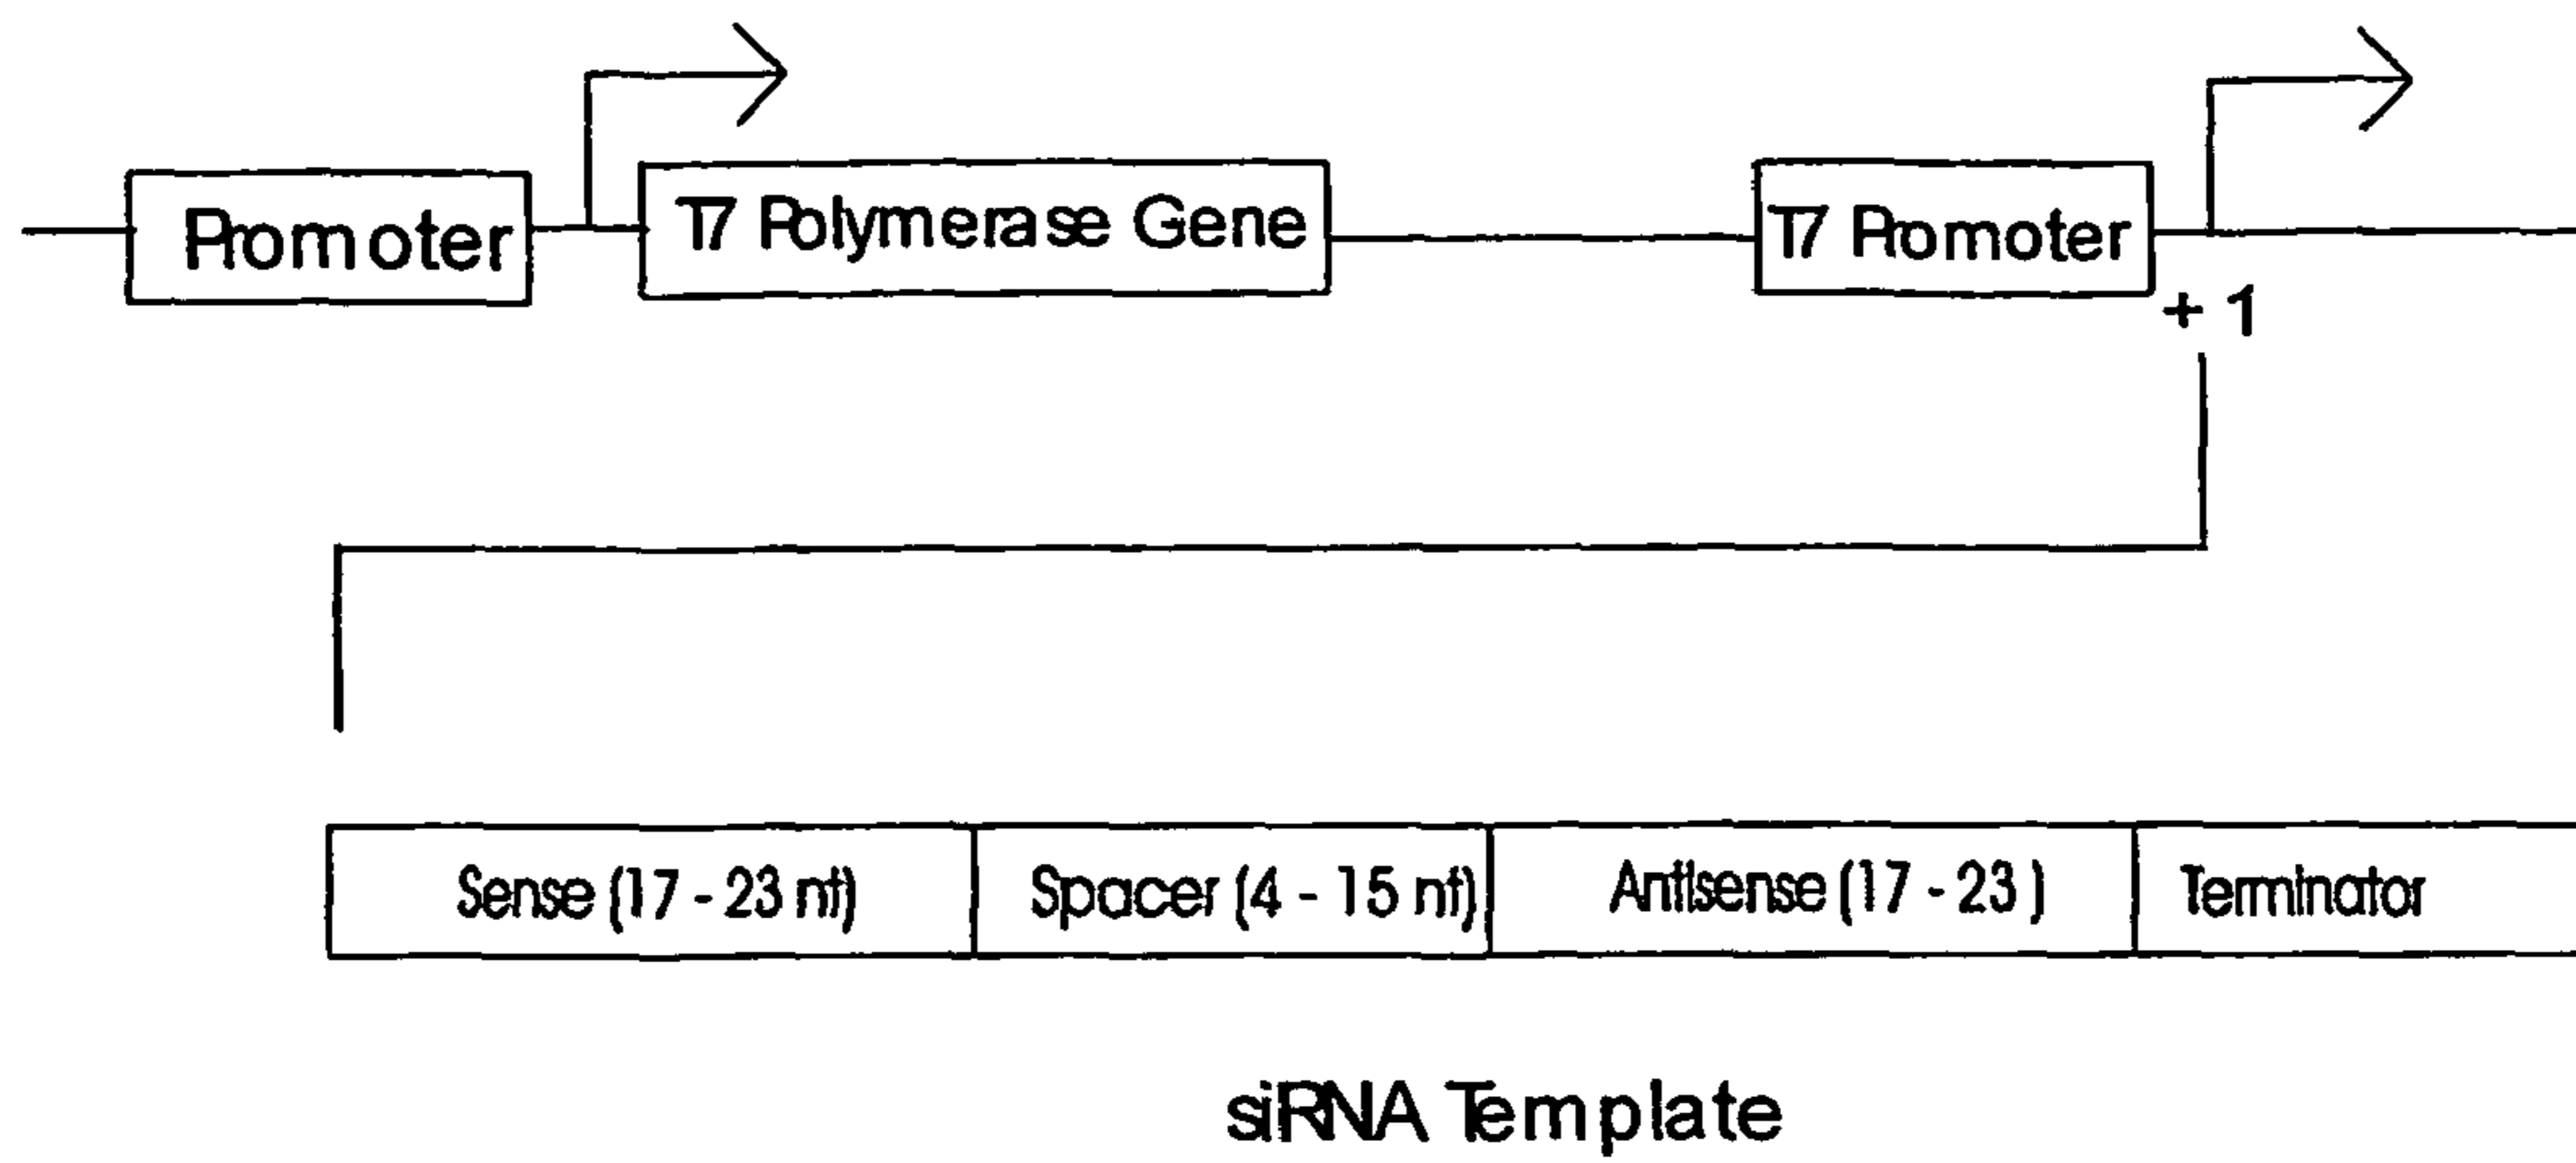 Promoter
T7 Polymerase Gene
T7 Promoter
+ 1
Sense (17 - 23 nt)
Spacer (4 - 15 nt)
Antisense (17 - 23 )
Terminator
siRNA Template